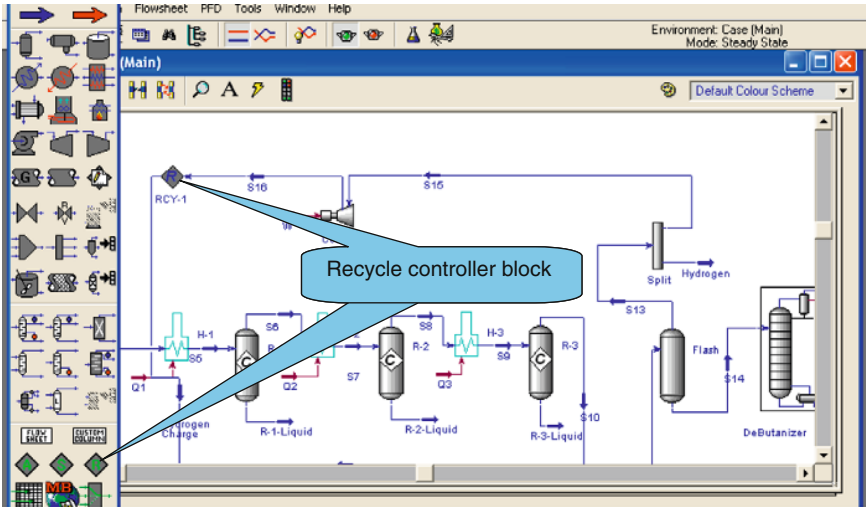 Flowsheet PFD Tools Window Help
Environment: Case (Main)
Mode: Steady State
(Main)
A
Default Colour Scheme
G
R
S16
S15
RCY-1
Recycle controller block
Split
Hydrogen
S13
S6
S8
H-1
H-3
S5
C
R-2
C
S9
R-3
C
Flash
S7
Q1
Q2
Q3
S14
S10
Charge
R-1-Liquid
R-2-Liquid
R-3-Liquid
DeButanizer
FLOW
SHEET
CUSTOM
COLUMN
MB